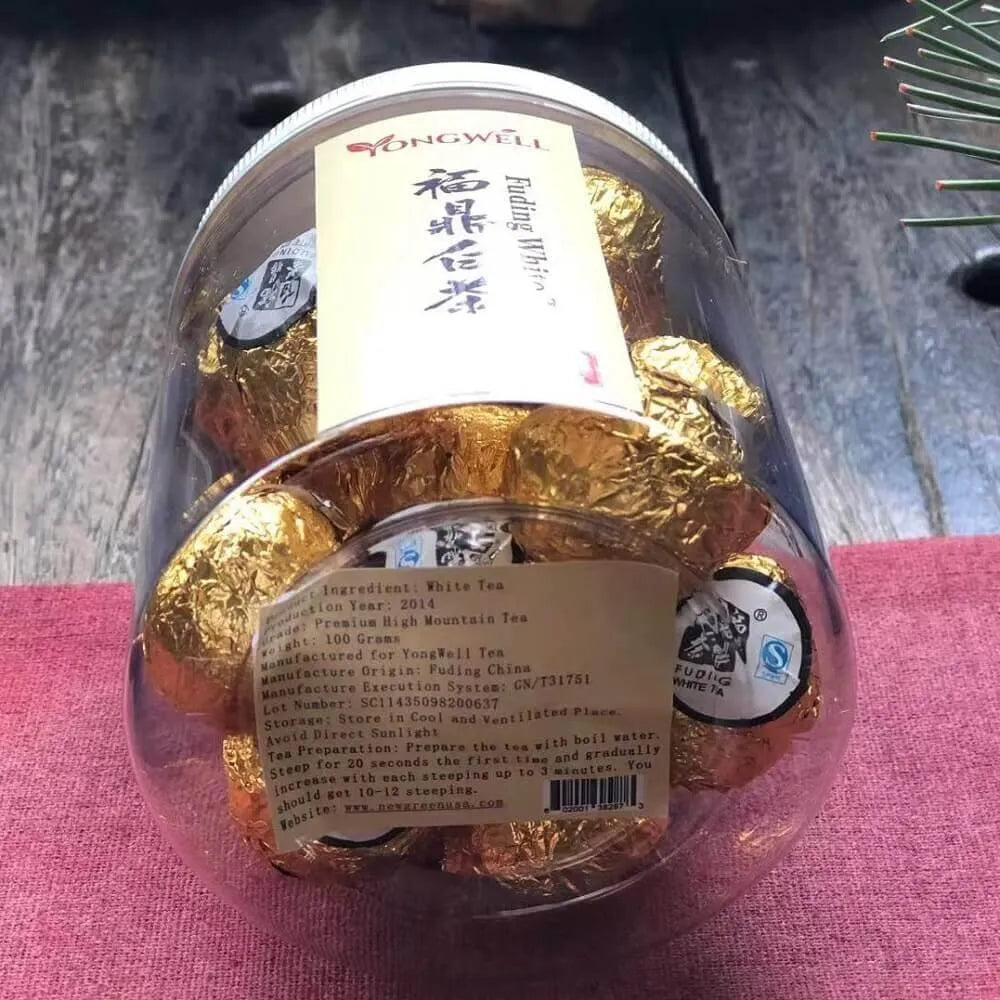 YONGWELL
福鼎白茶
Fuding White
Product Ingredient: White Tea
Production Year: 2014
Grade: Premium High Mountain Tea
Weight: 100 Grams
Manufactured for YongWell Tea
Manufacture Origin: Fuding China
Manufacture Execution System: GN/T31751
Lot Number: SC11435098200637
Storage: Store in Cool and Ventilated Place.
Avoid Direct Sunlight
Tea Preparation: Prepare the tea with boil water.
Steep for 20 seconds the first time and gradually
increase with each steeping up to 3 minutes. You
should get 10-12 steeping.
Website: www.newgreenusa.com
®
FUDING
WHITE TEA
S